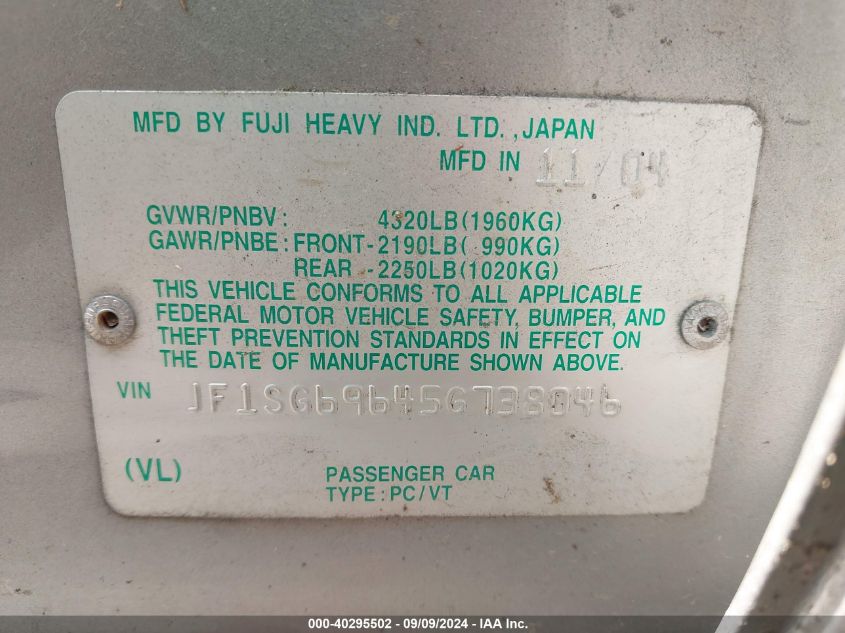 MFD BY FUJI HEAVY IND. LTD.,JAPAN
MFD IN 11/04
GVWR/PNBV: 4320LB(1960KG)
GAWR/PNBE:FRONT-2190LB( 990KG)
REAR -2250LB(1020KG)
THIS VEHICLE CONFORMS TO ALL APPLICABLE
FEDERAL MOTOR VEHICLE SAFETY, BUMPER, AND
THEFT PREVENTION STANDARDS IN EFFECT ON
THE DATE OF MANUFACTURE SHOWN ABOVE.
VIN JF1SG69645G738046
(VL) PASSENGER CAR
TYPE:PC/VT
000-40295502 - 09/09/2024 - IAA Inc.